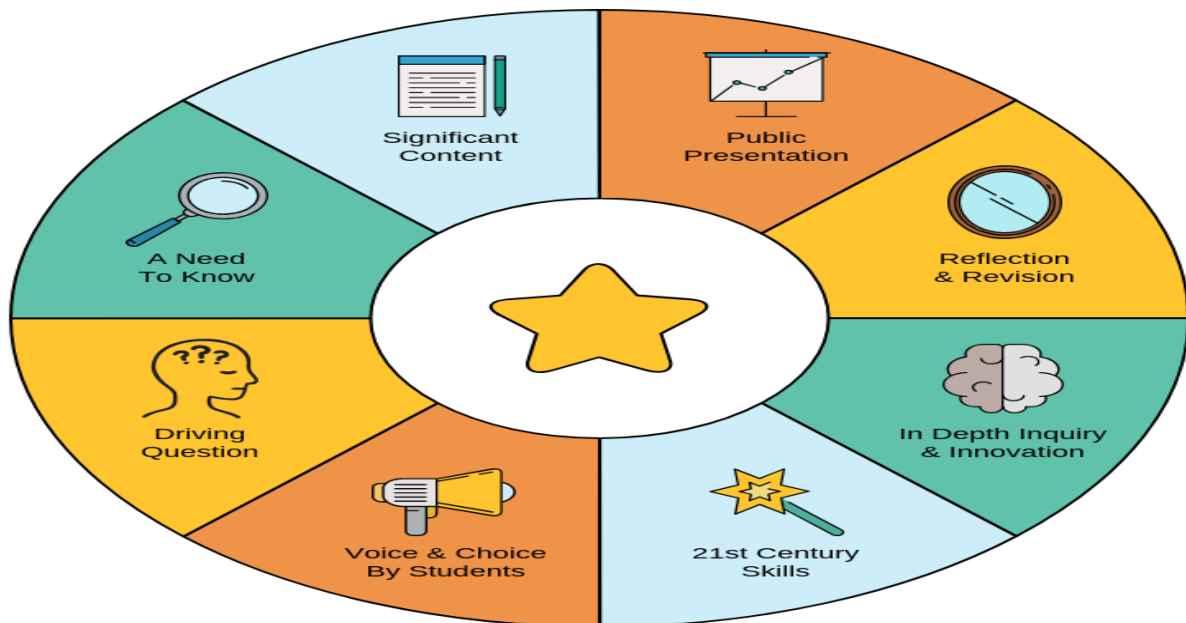 Significant
Content
Public
Presentation
A Need
To Know
Reflection
& Revision
???
Driving
Question
In Depth Inquiry
& Innovation
Voice & Choice
By Students
21st Century
Skills